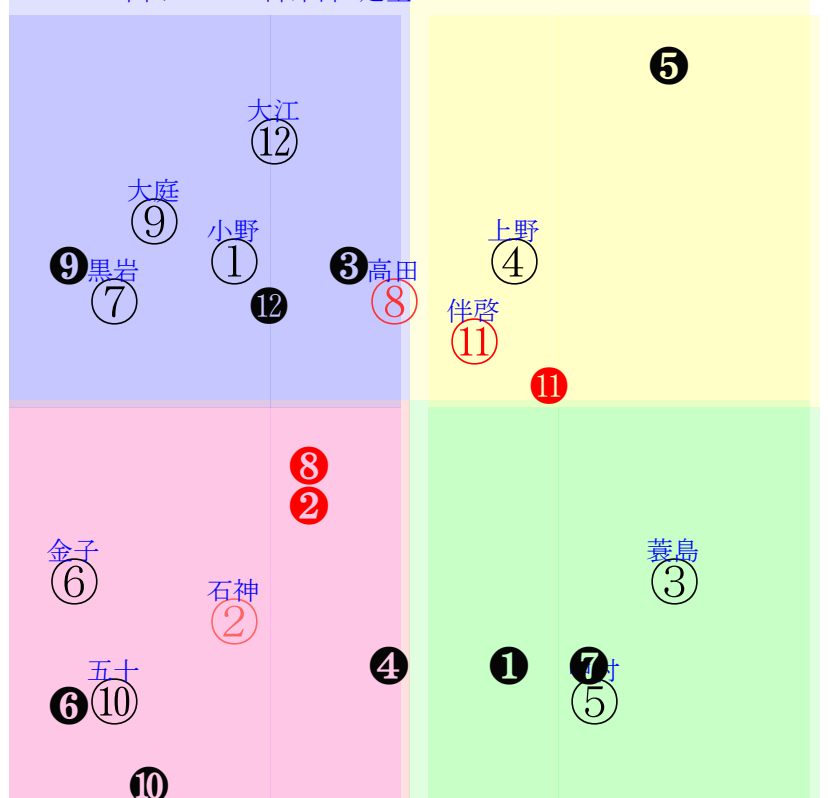 ❺
大江
⑫
大庭
⑨
小野
①
上野
④
❾
黒岩
⑦
❸
高田
⑧
⓬
伴啓
⑪
⓫
❽
❷
金子
⑥
蓑島
③
石神
②
❹
❶
❼
五十
⑩
❻
⑤
❿